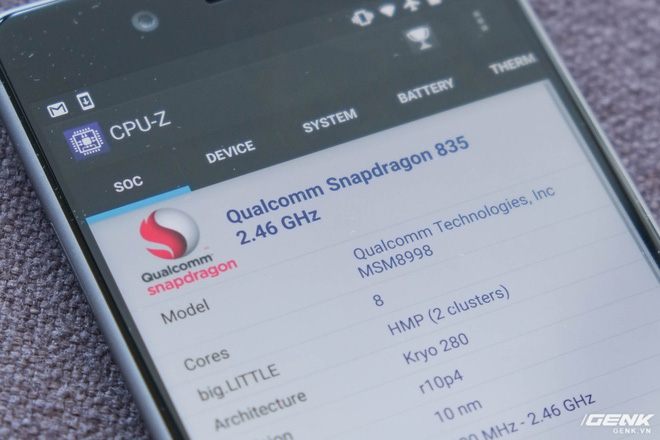 CPU-Z
SOC DEVICE SYSTEM BATTERY THERM
Qualcomm Snapdragon 835
2.46 GHz
Qualcomm
snapdragon
Model Qualcomm Technologies, Inc
MSM8998
Cores 8
big.LITTLE HMP (2 clusters)
Architecture Kryo 280
r10p4
10 nm
MHz - 2.46 GHz
GENK
GENK.VN